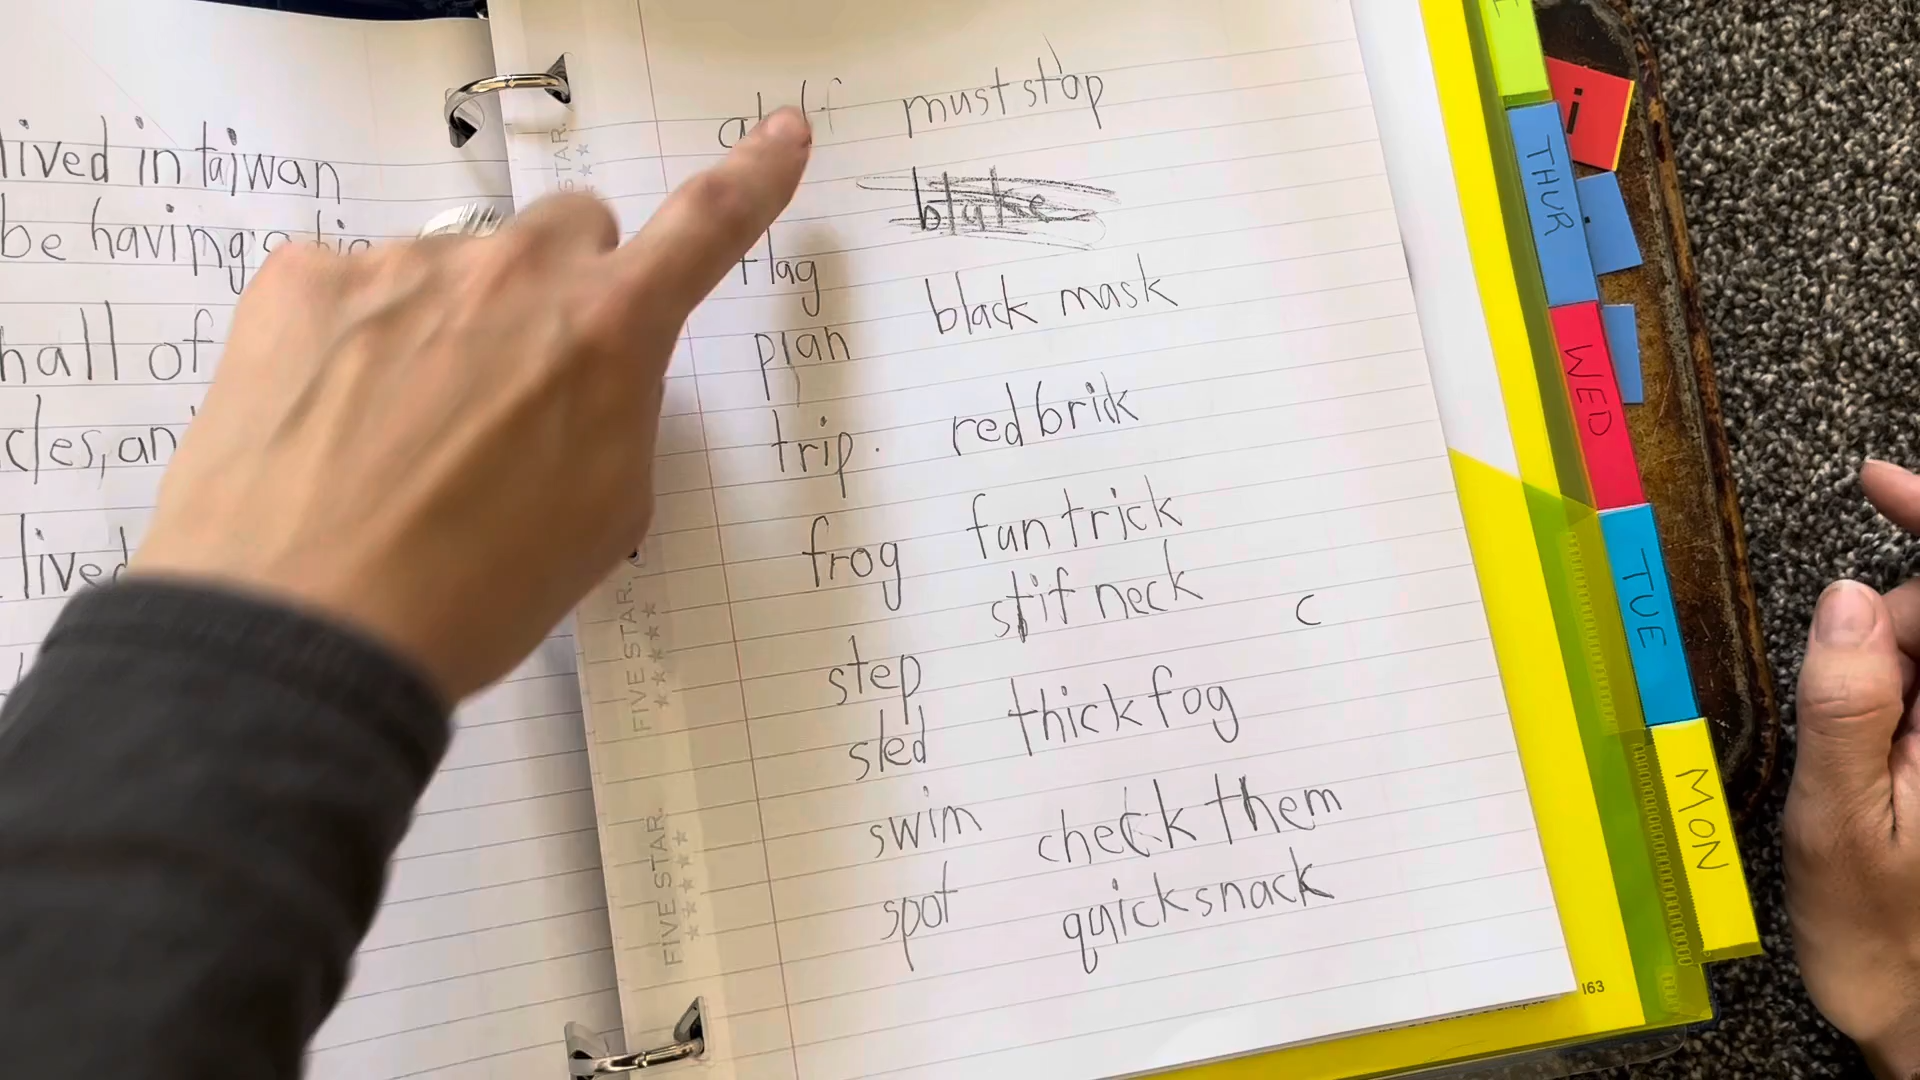 lived in taiwan
be having
hall of
cles, an
lived
must stop
flag
plan
black mask
trip.
red brick
frog
fun trick
stif neck
c
step
sled
thick fog
swim
check them
spot
quick snack
FIVE STAR.
FIVE STAR.
STAR.
i
THUR
WED
TUE
MON
163